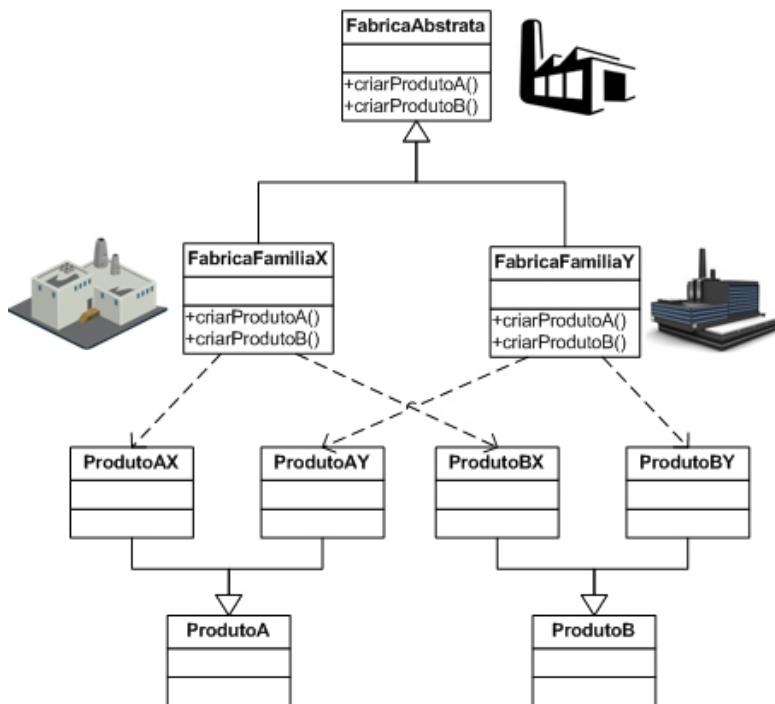 FabricaAbstrata
+criarProdutoA()
+criarProdutoB()
FabricaFamiliaX
+criarProdutoA()
+criarProdutoB()
FabricaFamiliaY
+criarProdutoA()
+criarProdutoB()
ProdutoAX
ProdutoAY
ProdutoBX
ProdutoBY
ProdutoA
ProdutoB